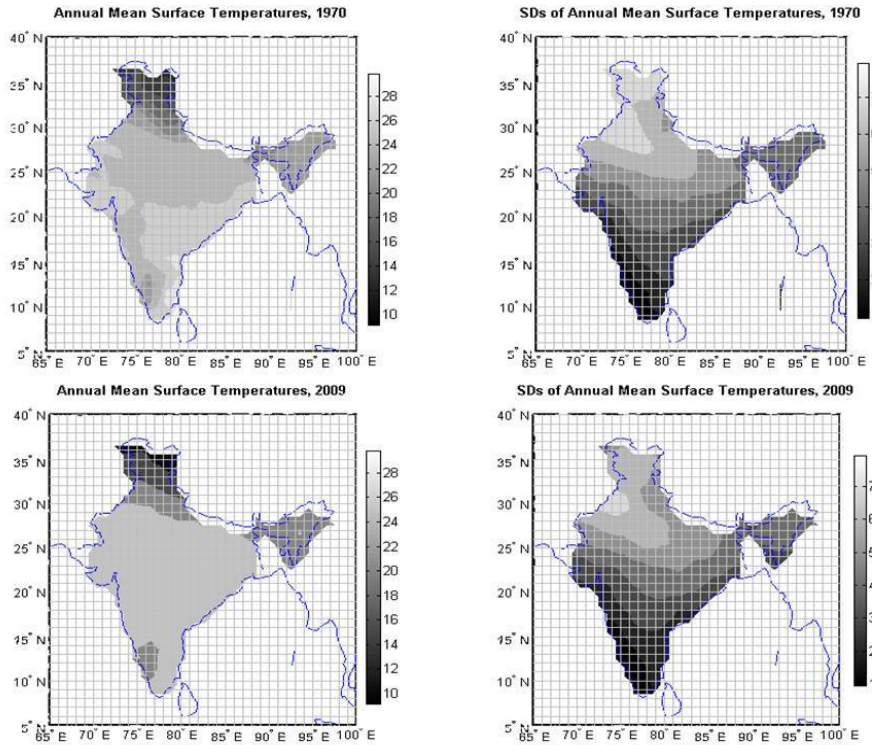 Annual Mean Surface Temperatures, 1970
40° N
35° N
30° N
25° N
20° N
15° N
10° N
5° N
65° E 70° 75° 80° 85° 90° 95° 100° E
28
26
24
22
20
18
16
14
12
10
SDs of Annual Mean Surface Temperatures, 1970
40° N
35° N
30° N
25° N
20° N
15° N
10° N
5° N
65° E 70° 75° 80° 85° 90° 95° 100° E
Annual Mean Surface Temperatures, 2009
40° N
35° N
30° N
25° N
20° N
15° N
10° N
5° N
65° E 70° 75° 80° 85° 90° 95° 100° E
28
26
24
22
20
18
16
14
12
10
SDs of Annual Mean Surface Temperatures, 2009
40° N
35° N
30° N
25° N
20° N
15° N
10° N
5° N
65° E 70° 75° 80° 85° 90° 95° 100° E
7
6
5
4
3
2